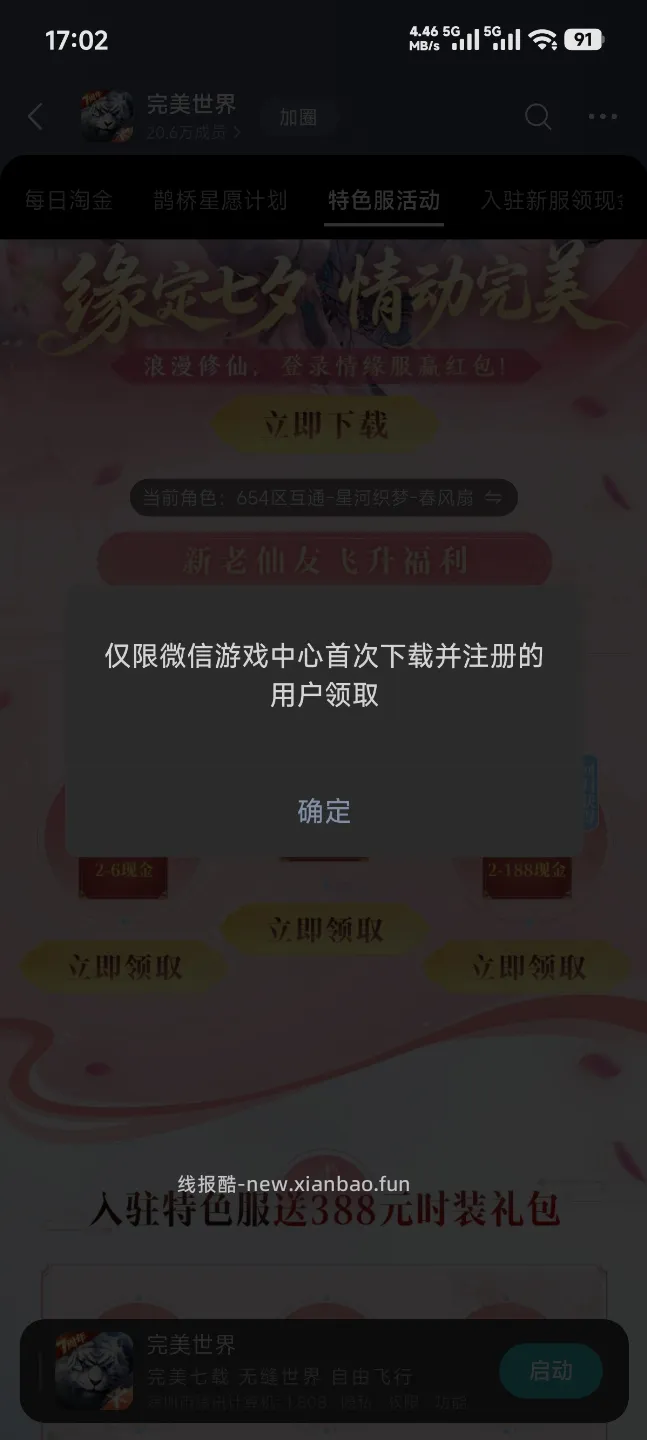 17:02
4.46 MB/s 5G 5G 91
完美世界
20.6万成员
加圈
每日淘金 鹊桥星愿计划 特色服活动 入驻新服领现金
缘定七夕 情动完美
浪漫修仙，登录情缘服赢红包！
立即下载
当前角色：654区互通-星河织梦-春风扇
新老仙友飞升福利
仅限微信游戏中心首次下载并注册的
用户领取
确定
2-6现金
2-188现金
立即领取
立即领取
立即领取
线报酷-new.xianbao.fun
入驻特色服送388元时装礼包
7周年
完美世界
完美七载 无缝世界 自由飞行
启动